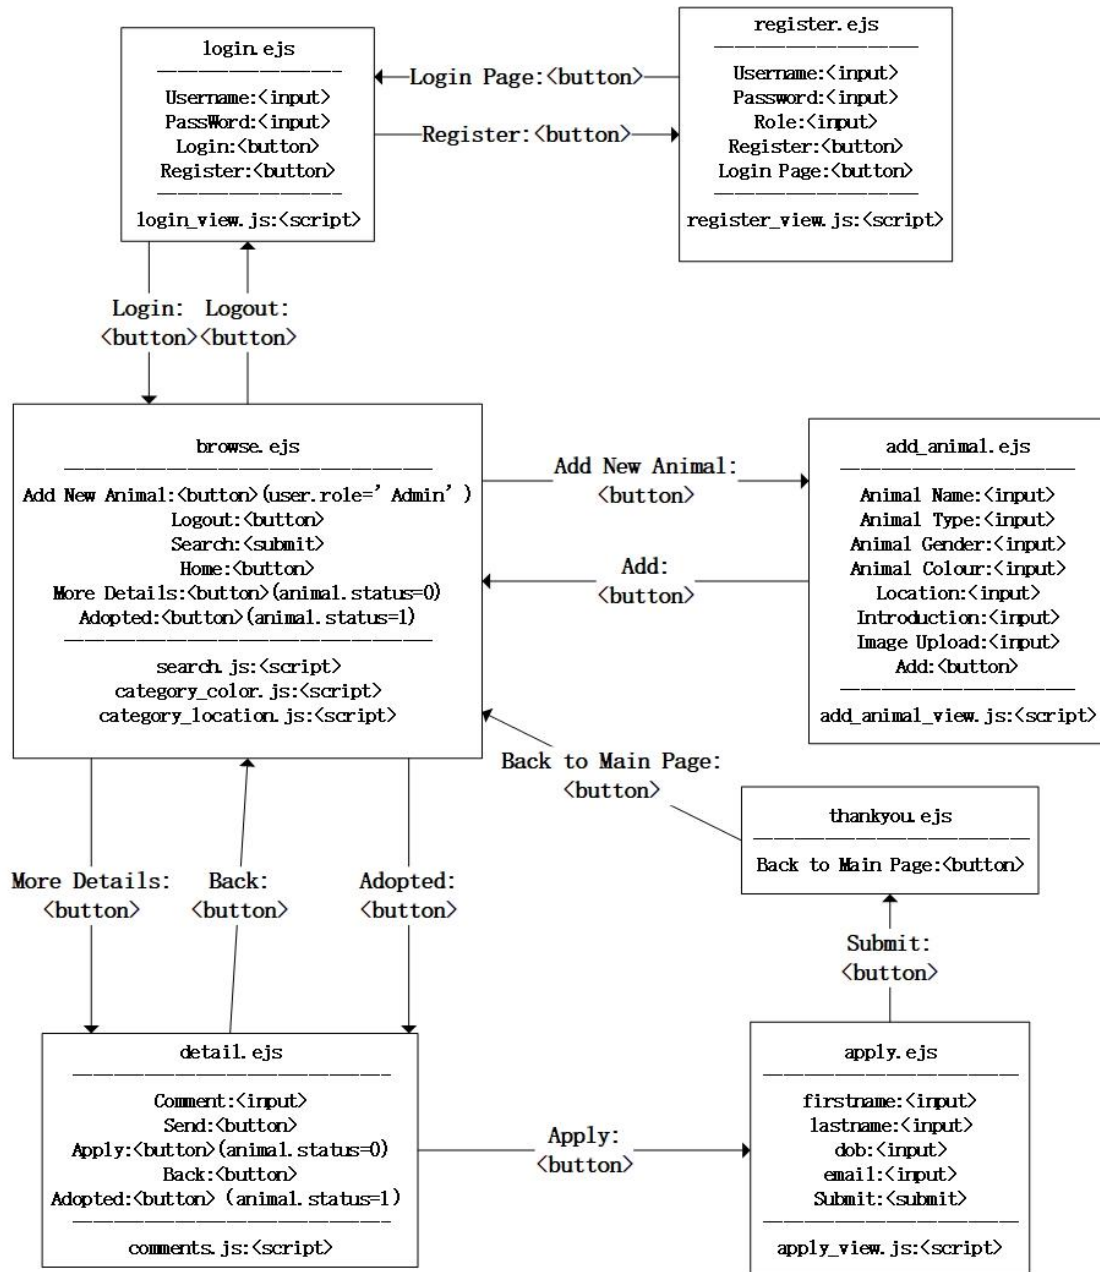 login.ejs
Username:<input>
PassWord:<input>
Login:<button>
Register:<button>
login_view.js:<script>
Login Page:<button>
Register:<button>
register.ejs
Username:<input>
Password:<input>
Role:<input>
Register:<button>
Login Page:<button>
register_view.js:<script>
Login:
<button>
Logout:
<button>
browse.ejs
Add New Animal:<button>(user.role='Admin')
Logout:<button>
Search:<submit>
Home:<button>
More Details:<button>(animal.status=0)
Adopted:<button>(animal.status=1)
search.js:<script>
category_color.js:<script>
category_location.js:<script>
Add New Animal:
<button>
Add:
<button>
add_animal.ejs
Animal Name:<input>
Animal Type:<input>
Animal Gender:<input>
Animal Colour:<input>
Location:<input>
Introduction:<input>
Image Upload:<input>
Add:<button>
add_animal_view.js:<script>
Back to Main Page:
<button>
thankyou.ejs
Back to Main Page:<button>
More Details:
<button>
Back:
<button>
Adopted:
<button>
Submit:
<button>
detail.ejs
Comment:<input>
Send:<button>
Apply:<button>(animal.status=0)
Back:<button>
Adopted:<button> (animal.status=1)
comments.js:<script>
Apply:
<button>
apply.ejs
firstname:<input>
lastname:<input>
dob:<input>
email:<input>
Submit:<submit>
apply_view.js:<script>